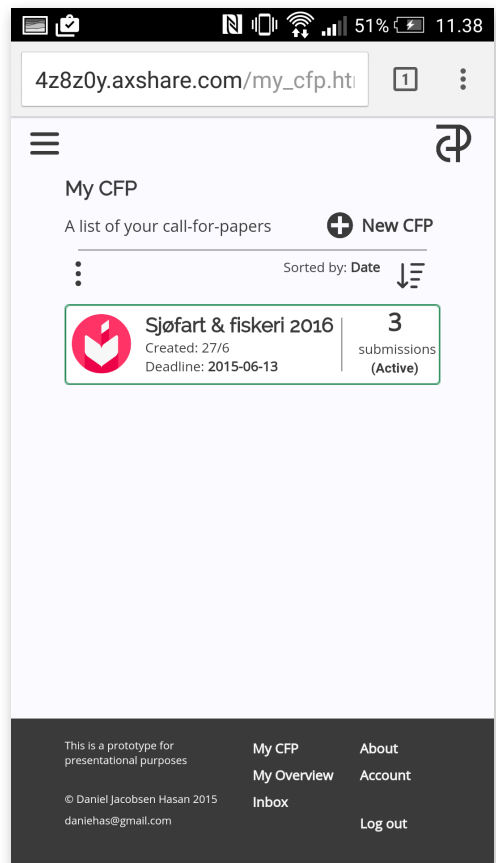 51% 11.38
4z8z0y.axshare.com/my_cfp.ht
1
My CFP
A list of your call-for-papers
New CFP
Sorted by: Date
Sjøfart & fiskeri 2016
Created: 27/6
Deadline: 2015-06-13
3
submissions
(Active)
This is a prototype for
presentational purposes
© Daniel Jacobsen Hasan 2015
daniehas@gmail.com
My CFP
My Overview
Inbox
About
Account
Log out